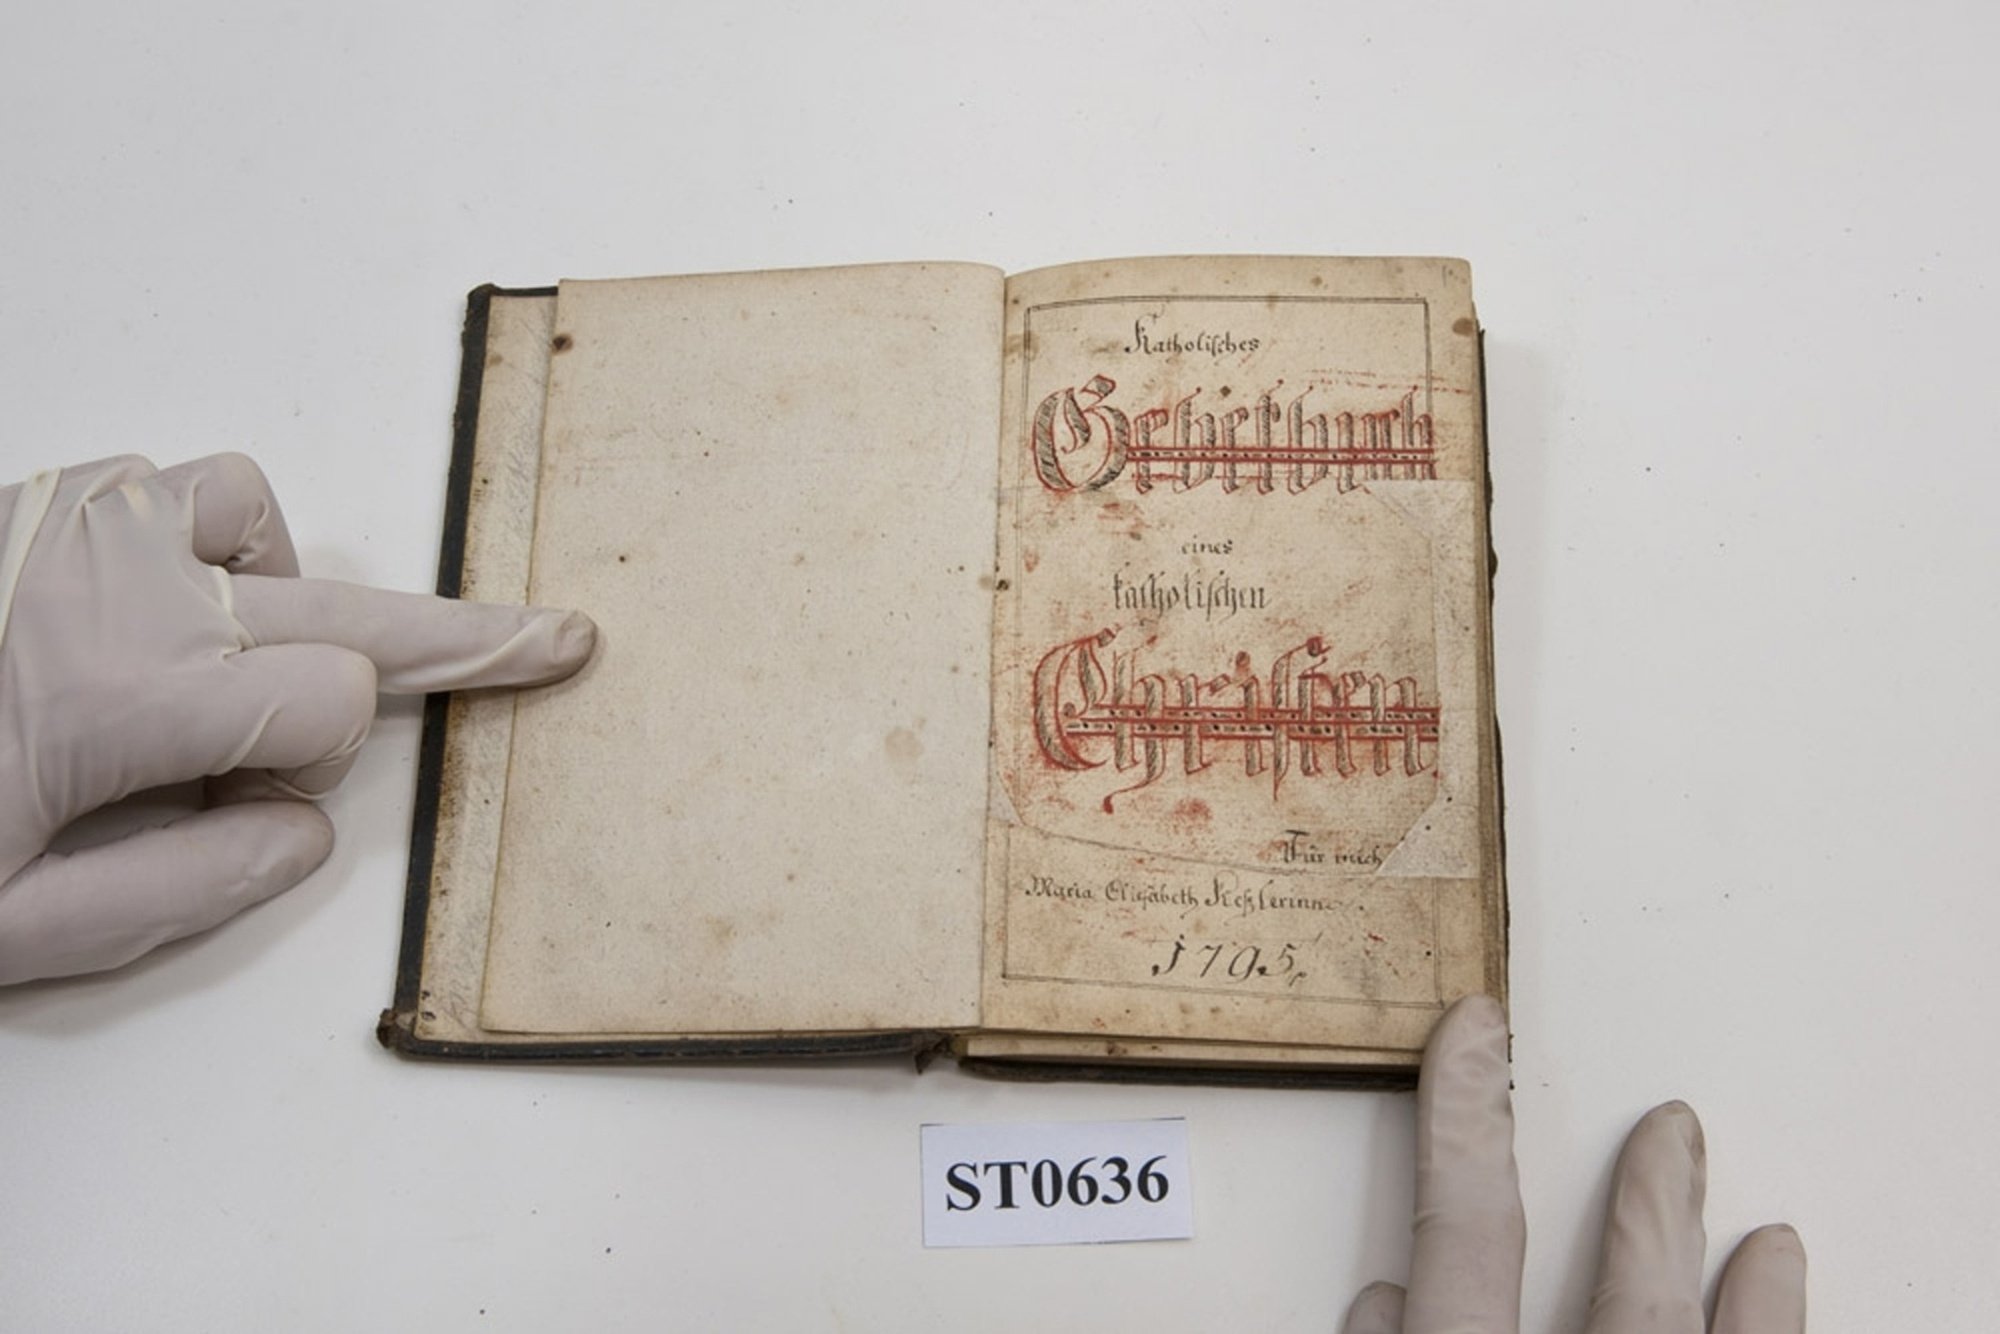 Katholisches
Gebetbuch
eines
katholischen
Christen
Für mich
Maria Elisabeth Keßlerinn
1795
ST0636